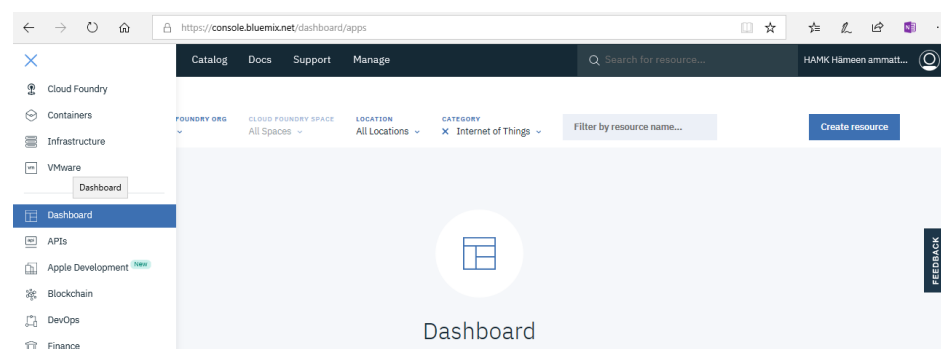 https://console.bluemix.net/dashboard/apps
Catalog Docs Support Manage Search for resource... HAMK Hämeen ammatt...
Cloud Foundry
Containers
Infrastructure
VMware
Dashboard
Dashboard
APIs
Apple Development New
Blockchain
DevOps
Finance
FOUNDRY ORG CLOUD FOUNDRY SPACE LOCATION CATEGORY
All Spaces All Locations Internet of Things Filter by resource name... Create resource
Dashboard
FEEDBACK